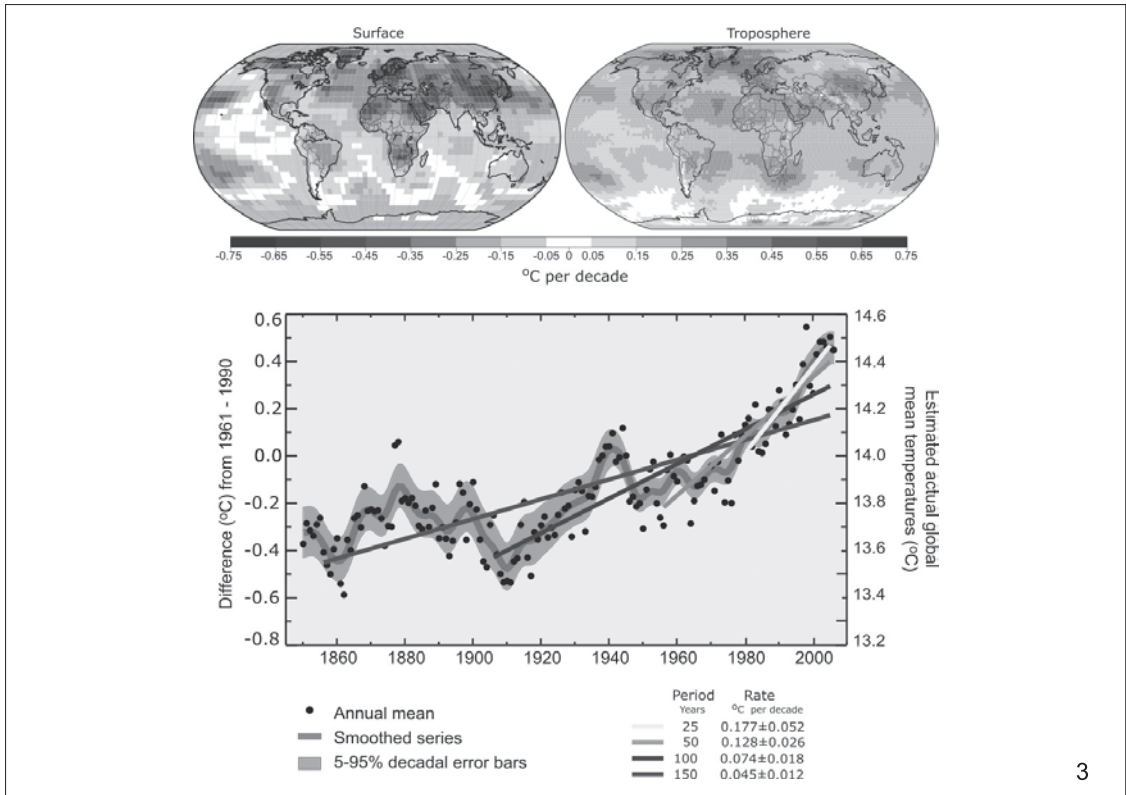 Surface Troposphere
-0.75 -0.65 -0.55 -0.45 -0.35 -0.25 -0.15 -0.05 0 0.05 0.15 0.25 0.35 0.45 0.55 0.65 0.75
ºC per decade
0.6 14.6
0.4 14.4
0.2 14.2
0.0 14.0
-0.2 13.8
-0.4 13.6
-0.6 13.4
-0.8 13.2
Difference (ºC) from 1961 - 1990
Estimated actual global
mean temperatures (ºC)
1860 1880 1900 1920 1940 1960 1980 2000
Annual mean
Smoothed series
5-95% decadal error bars
Period Rate
Years ºC per decade
25 0.177±0.052
50 0.128±0.026
100 0.074±0.018
150 0.045±0.012
3